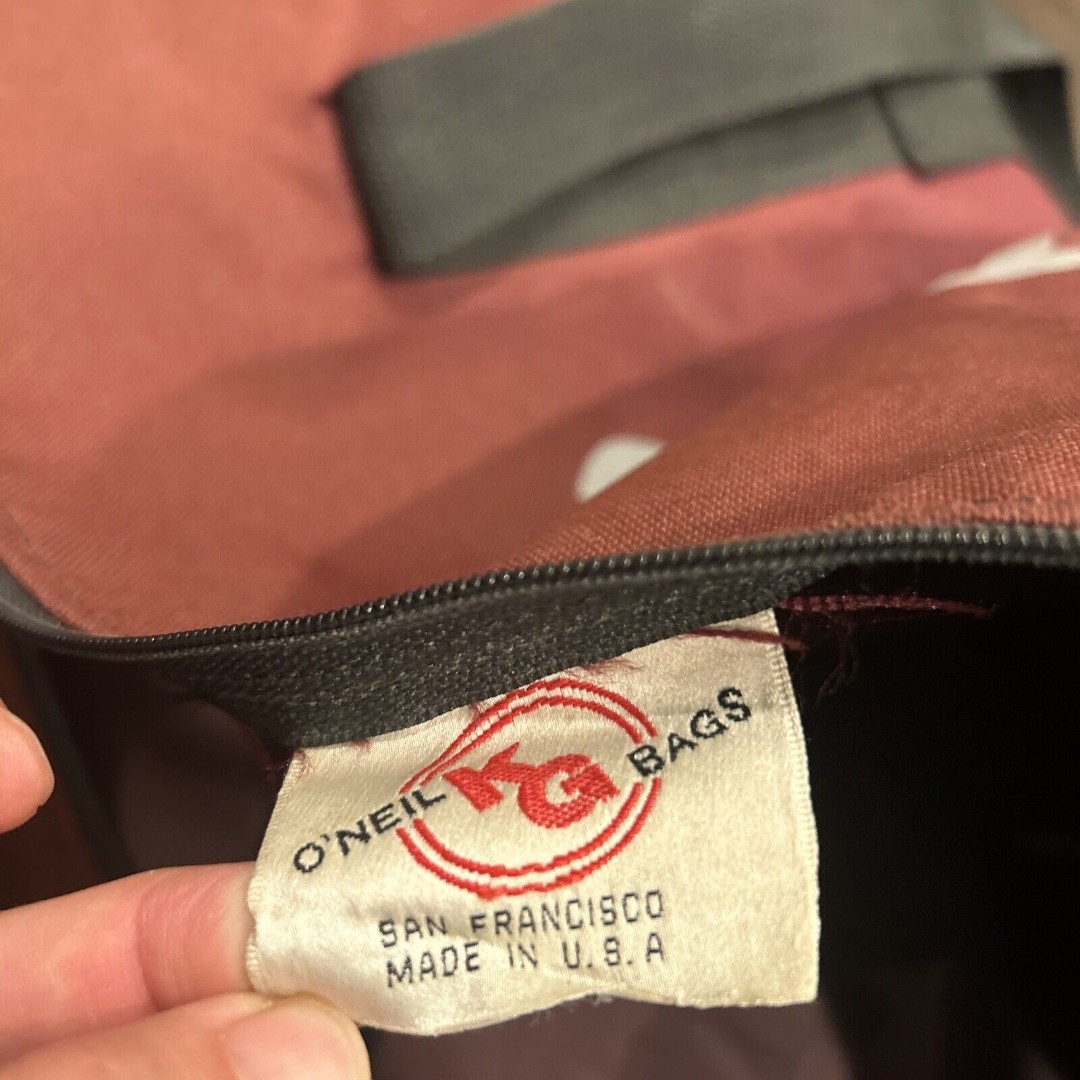 O'NEIL KG BAGS
SAN FRANCISCO
MADE IN U.S.A